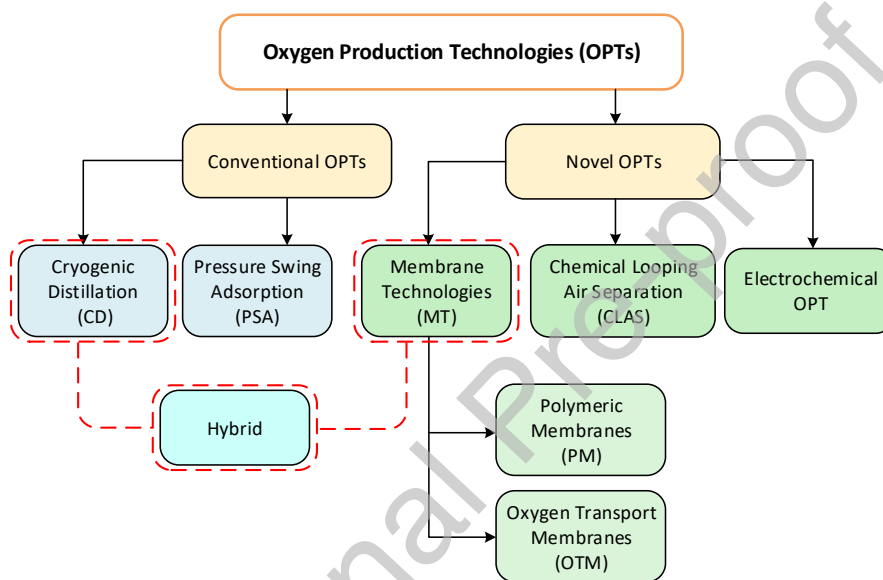 Oxygen Production Technologies (OPTs)
Conventional OPTs
Novel OPTs
Cryogenic
Distillation
(CD)
Pressure Swing
Adsorption
(PSA)
Membrane
Technologies
(MT)
Chemical Looping
Air Separation
(CLAS)
Electrochemical
OPT
Hybrid
Polymeric
Membranes
(PM)
Oxygen Transport
Membranes
(OTM)
nal Pre-proof